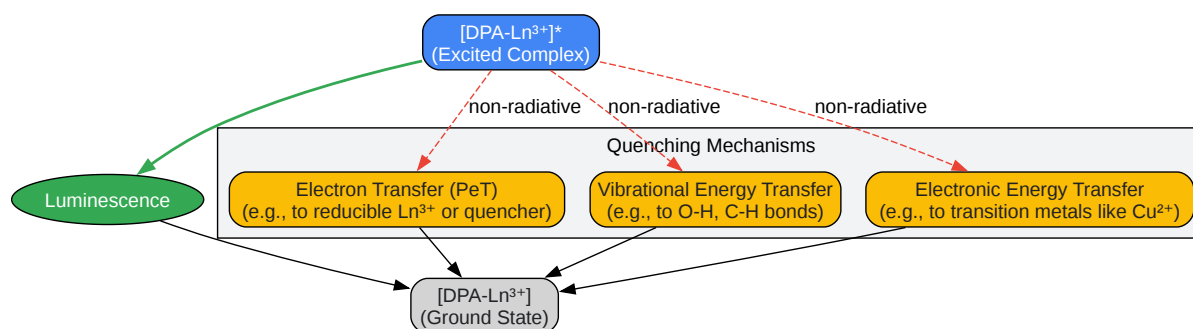 [DPA-Ln³⁺]*
(Excited Complex)
non-radiative
non-radiative
non-radiative
Quenching Mechanisms
Luminescence
Electron Transfer (PeT)
(e.g., to reducible Ln³⁺ or quencher)
Vibrational Energy Transfer
(e.g., to O-H, C-H bonds)
Electronic Energy Transfer
(e.g., to transition metals like Cu²⁺)
[DPA-Ln³⁺]
(Ground State)